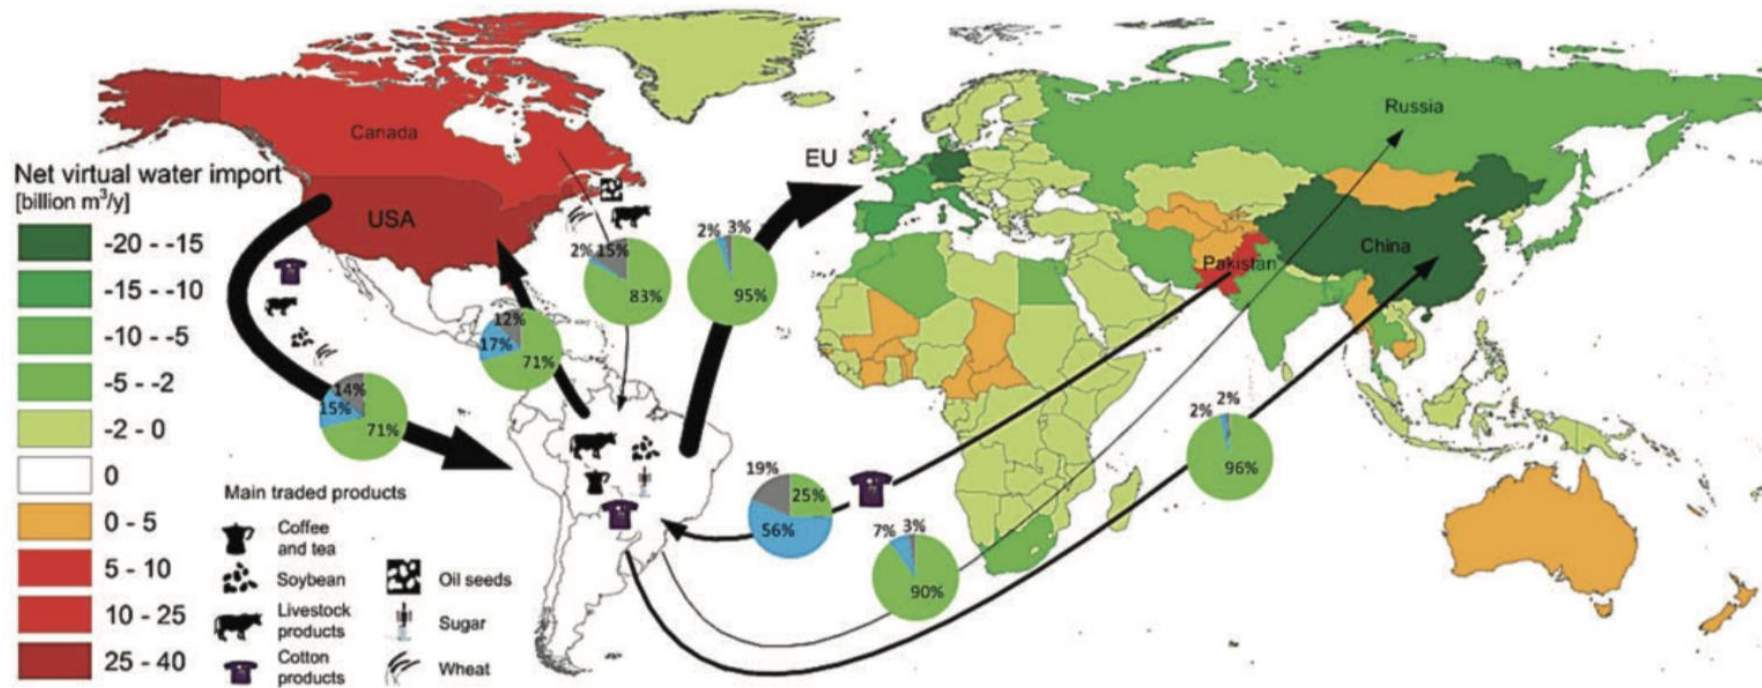 Canada
USA
EU
Russia
China
Pakistan
Net virtual water import
[billion m³/y]
-20 - -15
-15 - -10
-10 - -5
-5 - -2
-2 - 0
0
0 - 5
5 - 10
10 - 25
25 - 40
Main traded products
Coffee
and tea
Soybean
Livestock
products
Cotton
products
Oil seeds
Sugar
Wheat
14%
15%
71%
12%
17%
71%
2% 15%
83%
2% 3%
95%
19%
25%
56%
7% 3%
90%
2% 2%
96%